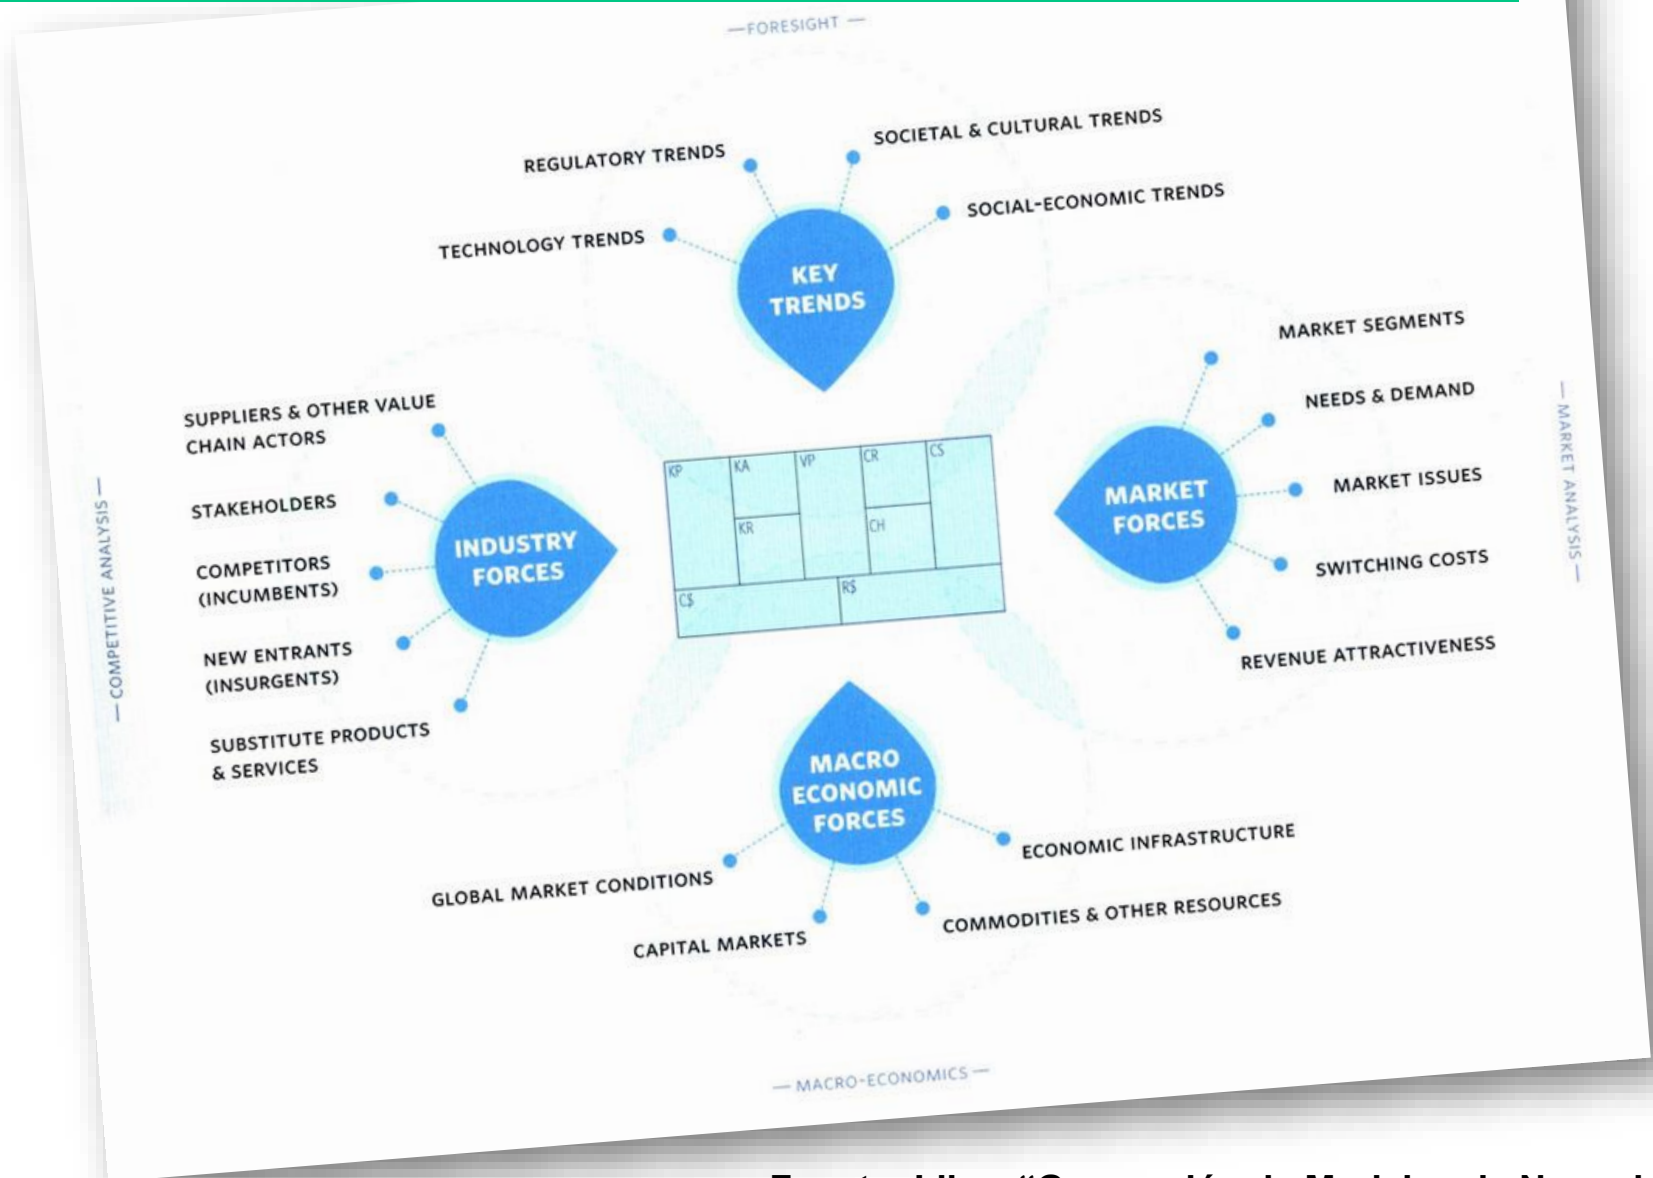 —FORESIGHT—
REGULATORY TRENDS
SOCIETAL & CULTURAL TRENDS
TECHNOLOGY TRENDS
SOCIAL-ECONOMIC TRENDS
KEY
TRENDS
SUPPLIERS & OTHER VALUE
CHAIN ACTORS
STAKEHOLDERS
COMPETITORS
(INCUMBENTS)
NEW ENTRANTS
(INSURGENTS)
SUBSTITUTE PRODUCTS
& SERVICES
INDUSTRY
FORCES
—COMPETITIVE ANALYSIS—
KP
KA
VP
CR
CS
KR
CH
C$
R$
MARKET
FORCES
MARKET SEGMENTS
NEEDS & DEMAND
MARKET ISSUES
SWITCHING COSTS
REVENUE ATTRACTIVENESS
—MARKET ANALYSIS—
MACRO
ECONOMIC
FORCES
GLOBAL MARKET CONDITIONS
CAPITAL MARKETS
ECONOMIC INFRASTRUCTURE
COMMODITIES & OTHER RESOURCES
—MACRO-ECONOMICS—